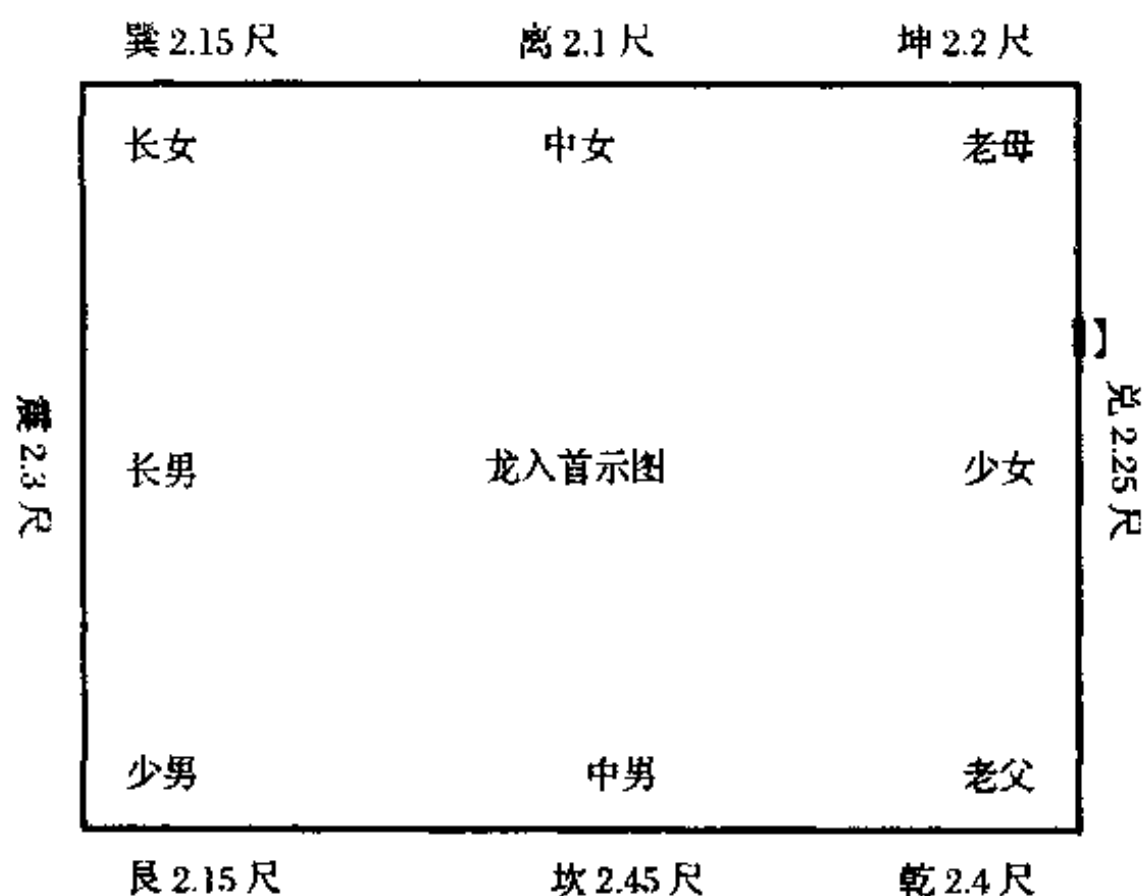 巽 2.15 尺 离 2.1 尺 坤 2.2 尺
长女 中女 老母
震 2.3 尺
长男 龙入首示图 少女
兑 2.25 尺
少男 中男 老父
艮 2.15 尺 坎 2.45 尺 乾 2.4 尺